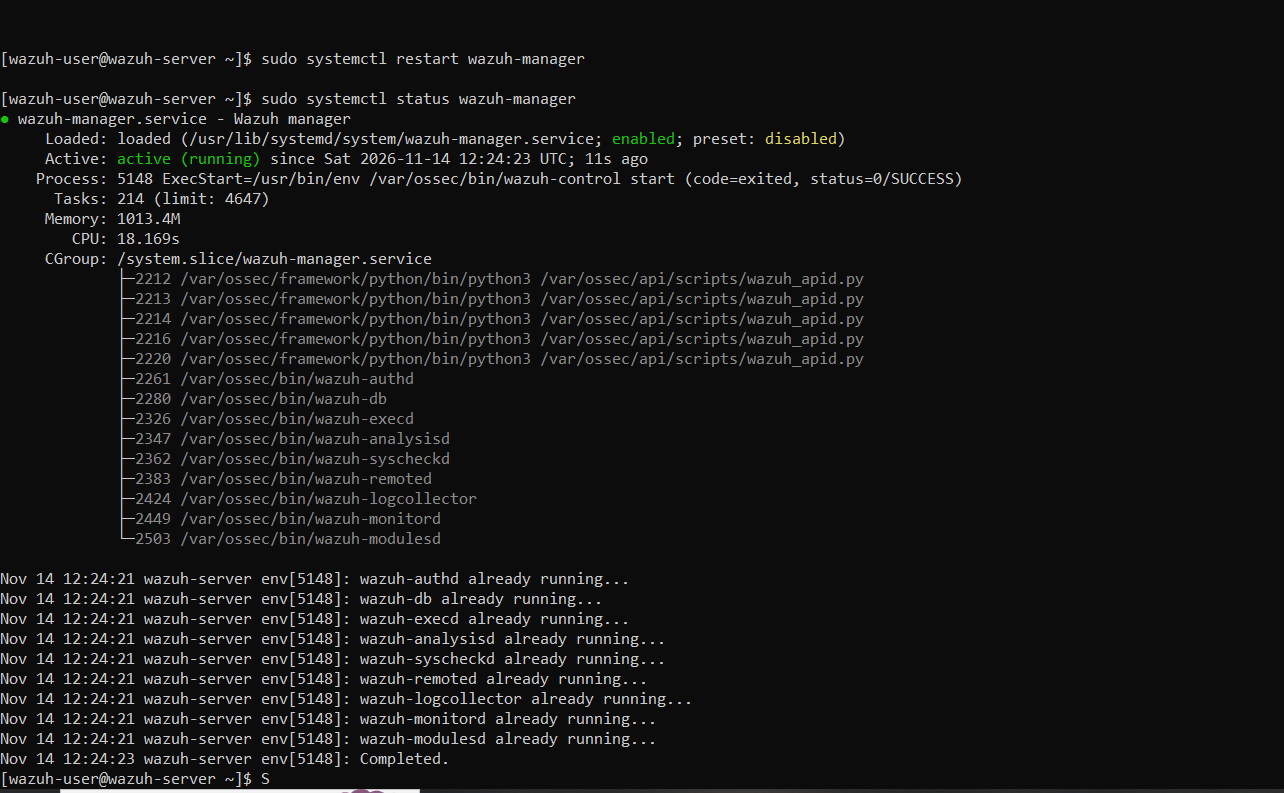 [wazuh-user@wazuh-server ~]$ sudo systemctl restart wazuh-manager
[wazuh-user@wazuh-server ~]$ sudo systemctl status wazuh-manager
● wazuh-manager.service - Wazuh manager
     Loaded: loaded (/usr/lib/systemd/system/wazuh-manager.service; enabled; preset: disabled)
     Active: active (running) since Sat 2026-11-14 12:24:23 UTC; 11s ago
    Process: 5148 ExecStart=/usr/bin/env /var/ossec/bin/wazuh-control start (code=exited, status=0/SUCCESS)
      Tasks: 214 (limit: 4647)
     Memory: 1013.4M
        CPU: 18.169s
     CGroup: /system.slice/wazuh-manager.service
             ├─2212 /var/ossec/framework/python/bin/python3 /var/ossec/api/scripts/wazuh_apid.py
             ├─2213 /var/ossec/framework/python/bin/python3 /var/ossec/api/scripts/wazuh_apid.py
             ├─2214 /var/ossec/framework/python/bin/python3 /var/ossec/api/scripts/wazuh_apid.py
             ├─2216 /var/ossec/framework/python/bin/python3 /var/ossec/api/scripts/wazuh_apid.py
             ├─2220 /var/ossec/framework/python/bin/python3 /var/ossec/api/scripts/wazuh_apid.py
             ├─2261 /var/ossec/bin/wazuh-authd
             ├─2280 /var/ossec/bin/wazuh-db
             ├─2326 /var/ossec/bin/wazuh-execd
             ├─2347 /var/ossec/bin/wazuh-analysisd
             ├─2362 /var/ossec/bin/wazuh-syscheckd
             ├─2383 /var/ossec/bin/wazuh-remoted
             ├─2424 /var/ossec/bin/wazuh-logcollector
             ├─2449 /var/ossec/bin/wazuh-monitord
             └─2503 /var/ossec/bin/wazuh-modulesd
Nov 14 12:24:21 wazuh-server env[5148]: wazuh-authd already running...
Nov 14 12:24:21 wazuh-server env[5148]: wazuh-db already running...
Nov 14 12:24:21 wazuh-server env[5148]: wazuh-execd already running...
Nov 14 12:24:21 wazuh-server env[5148]: wazuh-analysisd already running...
Nov 14 12:24:21 wazuh-server env[5148]: wazuh-syscheckd already running...
Nov 14 12:24:21 wazuh-server env[5148]: wazuh-remoted already running...
Nov 14 12:24:21 wazuh-server env[5148]: wazuh-logcollector already running...
Nov 14 12:24:21 wazuh-server env[5148]: wazuh-monitord already running...
Nov 14 12:24:21 wazuh-server env[5148]: wazuh-modulesd already running...
Nov 14 12:24:23 wazuh-server env[5148]: Completed.
[wazuh-user@wazuh-server ~]$ S